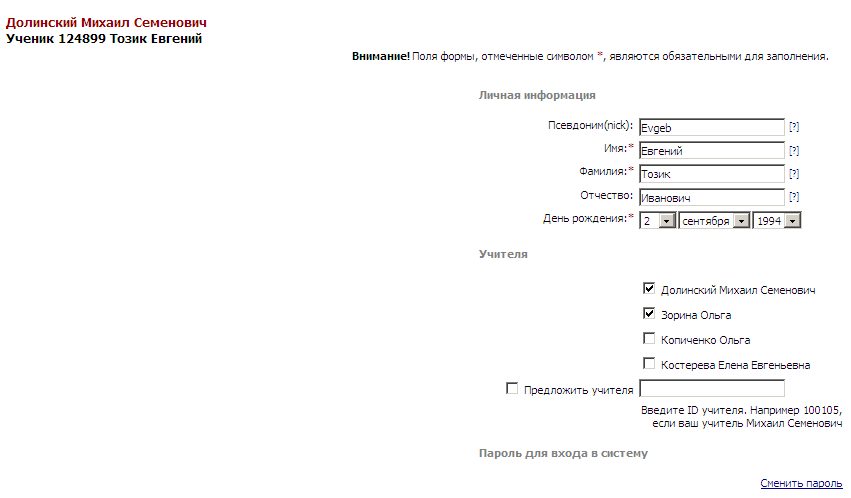 Долинский Михаил Семенович
Ученик 124899 Тозик Евгений
Внимание! Поля формы, отмеченные символом *, являются обязательными для заполнения.
Личная информация
Псевдоним(nick): Evgeb [?]
Имя:* Евгений [?]
Фамилия:* Тозик [?]
Отчество: Иванович [?]
День рождения:* 2 сентября 1994
Учителя
Долинский Михаил Семенович
Зорина Ольга
Копиченко Ольга
Костерева Елена Евгеньевна
Предложить учителя
Введите ID учителя. Например 100105,
если ваш учитель Михаил Семенович
Пароль для входа в систему
Сменить пароль